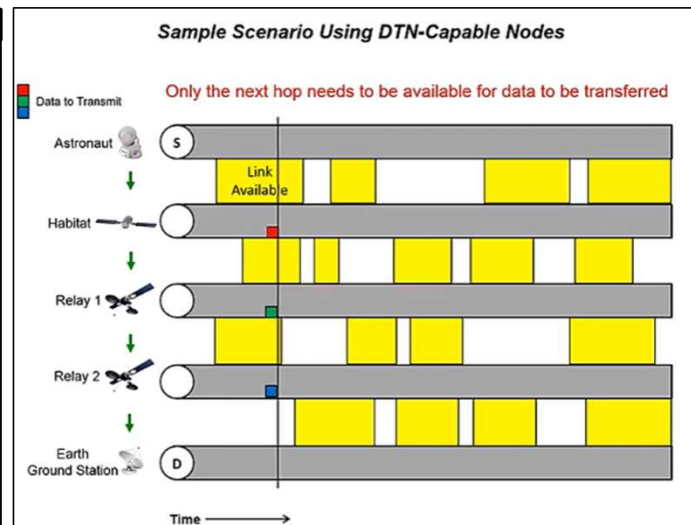 Sample Scenario Using DTN-Capable Nodes
Only the next hop needs to be available for data to be transferred
Data to Transmit
Astronaut
S
Link
Available
Habitat
Relay 1
Relay 2
Earth
Ground Station
D
Time